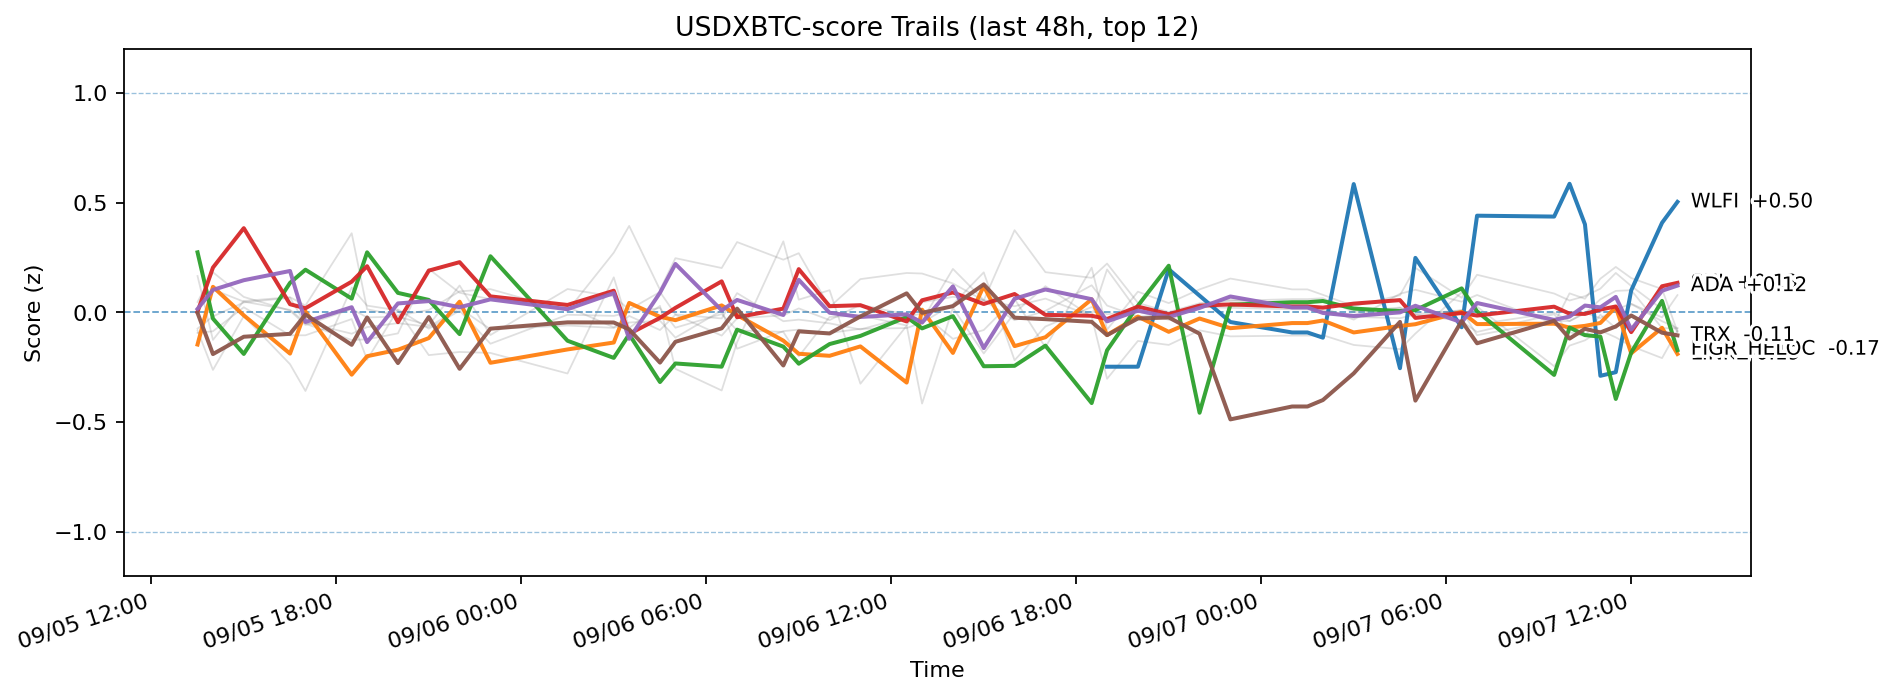 USDXBTC-score Trails (last 48h, top 12)
Score (z)
1.0
0.5
0.0
−0.5
−1.0
WLFI +0.50
ADA +0.12
TRX -0.11
FIGR_HELOC -0.17
09/05 12:00
09/05 18:00
09/06 00:00
09/06 06:00
09/06 12:00
09/06 18:00
09/07 00:00
09/07 06:00
09/07 12:00
Time